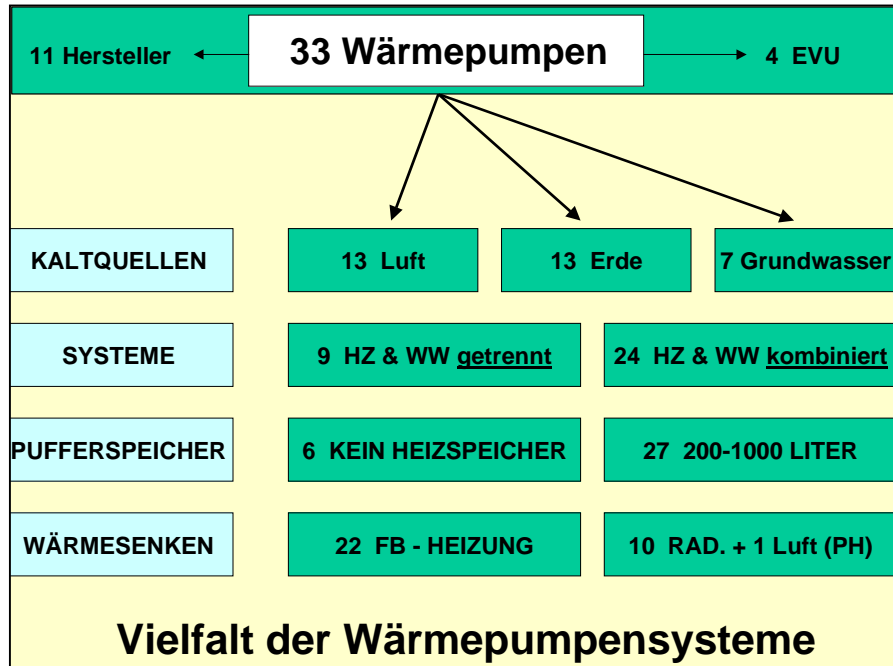 11 Hersteller
33 Wärmepumpen
4 EVU
KALTQUELLEN
13 Luft
13 Erde
7 Grundwasser
SYSTEME
9 HZ & WW getrennt
24 HZ & WW kombiniert
PUFFERSPEICHER
6 KEIN HEIZSPEICHER
27 200-1000 LITER
WÄRMESENKEN
22 FB - HEIZUNG
10 RAD. + 1 Luft (PH)
Vielfalt der Wärmepumpensysteme